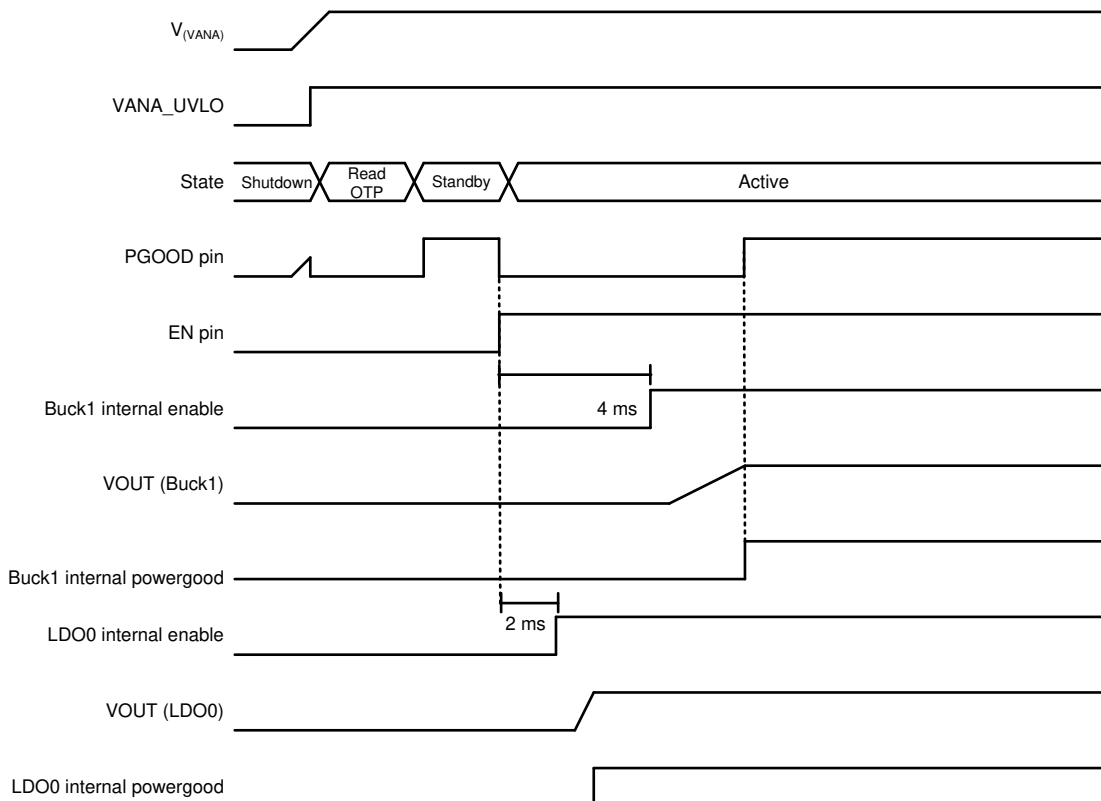 V(VANA)
VANA_UVLO
State
Shutdown
Read
OTP
Standby
Active
PGOOD pin
EN pin
Buck1 internal enable
4 ms
VOUT (Buck1)
Buck1 internal powergood
2 ms
LDO0 internal enable
VOUT (LDO0)
LDO0 internal powergood